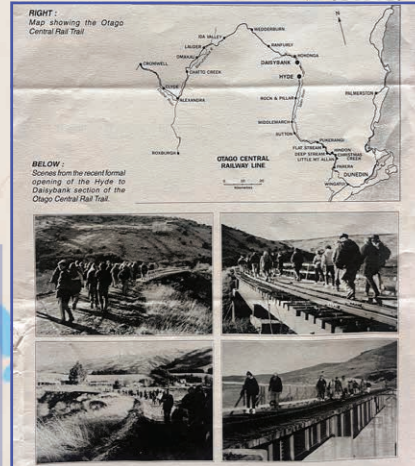 RIGHT :
Map showing the Otago
Central Rail Trail
WEDDERBURN
IDA VALLEY
LAUDER
RANFURLY
OMAKAU
KOKONGA
CROMWELL
DAISYBANK
CHATTO CREEK
HYDE
CLYDE
ALEXANDRA
ROCK & PILLAR
PALMERSTON
MIDDLEMARCH
SUTTON
PUKERANGI
ROXBURGH
FLAT STREAM
HINDON
DEEP STREAM
CHRISTMAS
CREEK
LITTLE MT ALLAN
PARERA
DUNEDIN
WINGATUI
OTAGO CENTRAL
RAILWAY LINE
BELOW :
Scenes from the recent formal
opening of the Hyde to
Daisybank section of the
Otago Central Rail Trail.